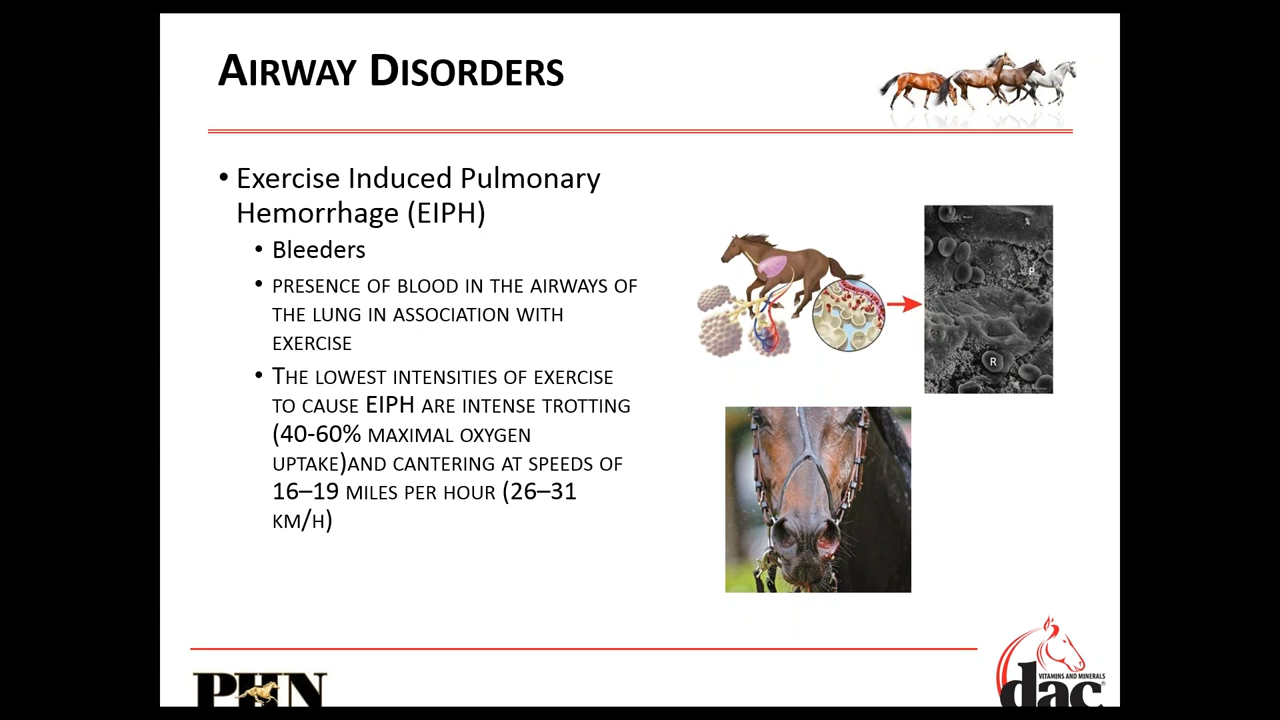 AIRWAY DISORDERS
• Exercise Induced Pulmonary
Hemorrhage (EIPH)
• Bleeders
• PRESENCE OF BLOOD IN THE AIRWAYS OF
THE LUNG IN ASSOCIATION WITH
EXERCISE
• THE LOWEST INTENSITIES OF EXERCISE
TO CAUSE EIPH ARE INTENSE TROTTING
(40-60% MAXIMAL OXYGEN
UPTAKE)AND CANTERING AT SPEEDS OF
16–19 MILES PER HOUR (26–31
KM/H)
P
R
PHN
VITAMINS AND MINERALS
dac®